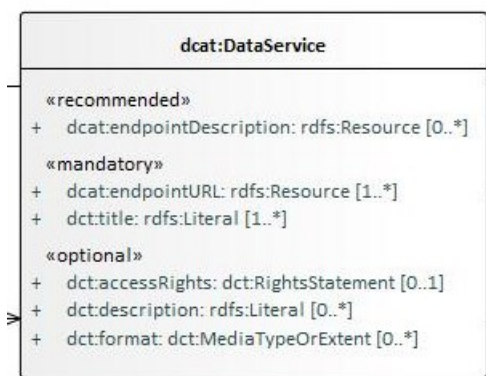 dcat:DataService
«recommended»
+ dcat:endpointDescription: rdfs:Resource [0..*]
«mandatory»
+ dcat:endpointURL: rdfs:Resource [1..*]
+ dct:title: rdfs:Literal [1..*]
«optional»
+ dct:accessRights: dct:RightsStatement [0..1]
+ dct:description: rdfs:Literal [0..*]
+ dct:format: dct:MediaTypeOrExtent [0..*]